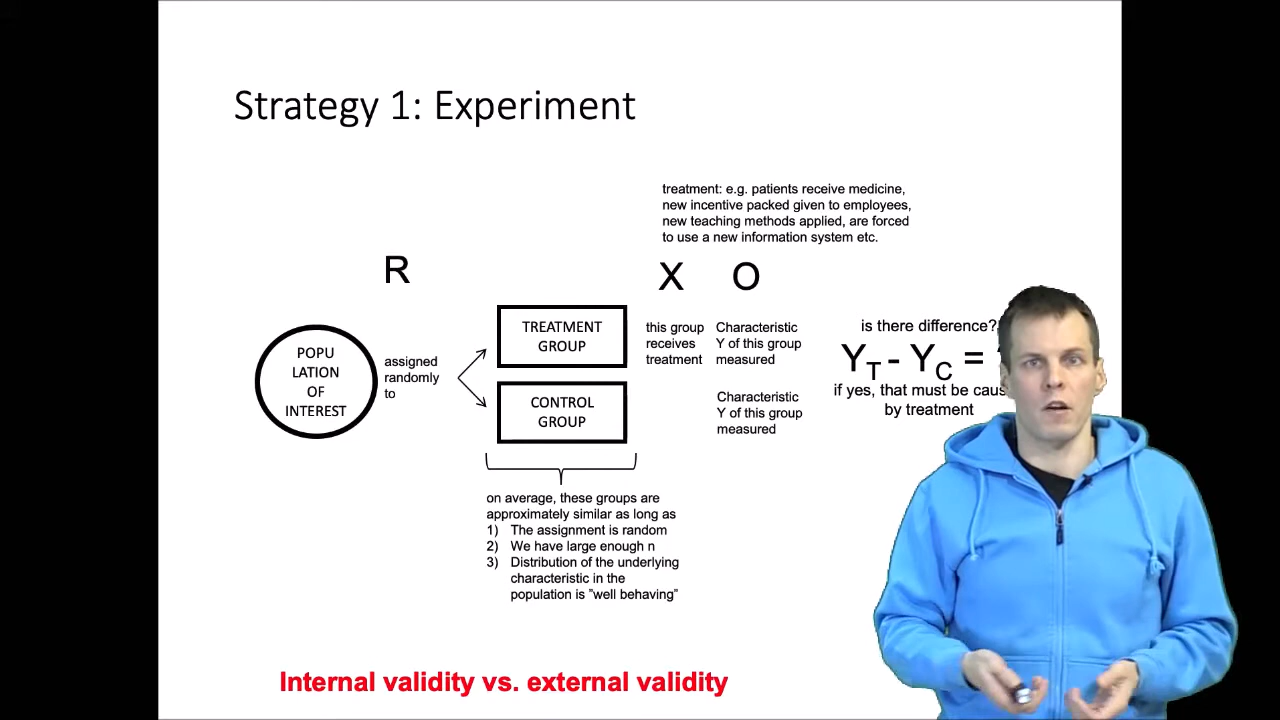 Strategy 1: Experiment
treatment: e.g. patients receive medicine,
new incentive packed given to employees,
new teaching methods applied, are forced
to use a new information system etc.
R
X
O
POPU
LATION
OF
INTEREST
assigned
randomly
to
TREATMENT
GROUP
CONTROL
GROUP
this group
receives
treatment
Characteristic
Y of this group
measured
Characteristic
Y of this group
measured
is there difference?
YT - YC =
if yes, that must be
by treatment
on average, these groups are
approximately similar as long as
1) The assignment is random
2) We have large enough n
3) Distribution of the underlying
characteristic in the
population is ”well behaving”
Internal validity vs. external validity